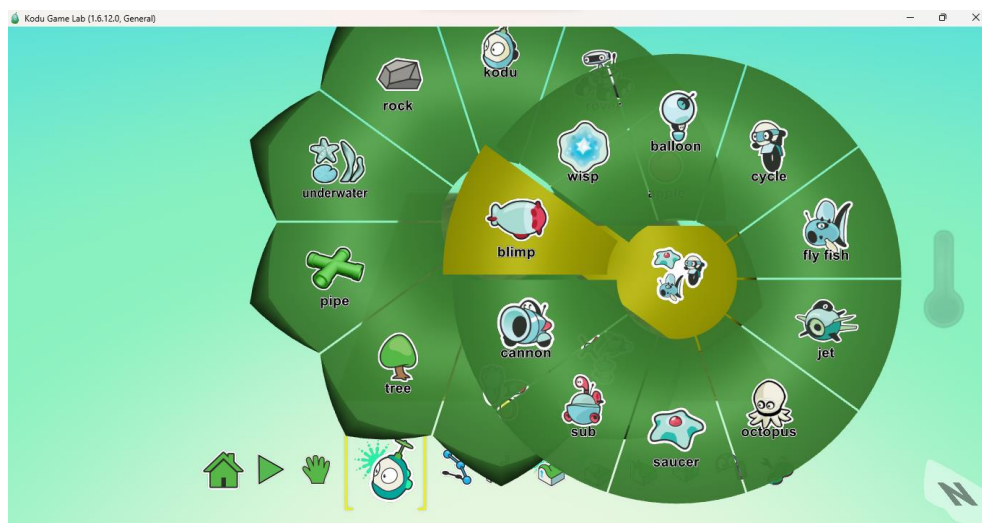 Kodu Game Lab (1.6.12.0, General)
kodu
rock
balloon
wisp
cycle
underwater
blimp
fly fish
pipe
cannon
jet
tree
sub
octopus
saucer
N